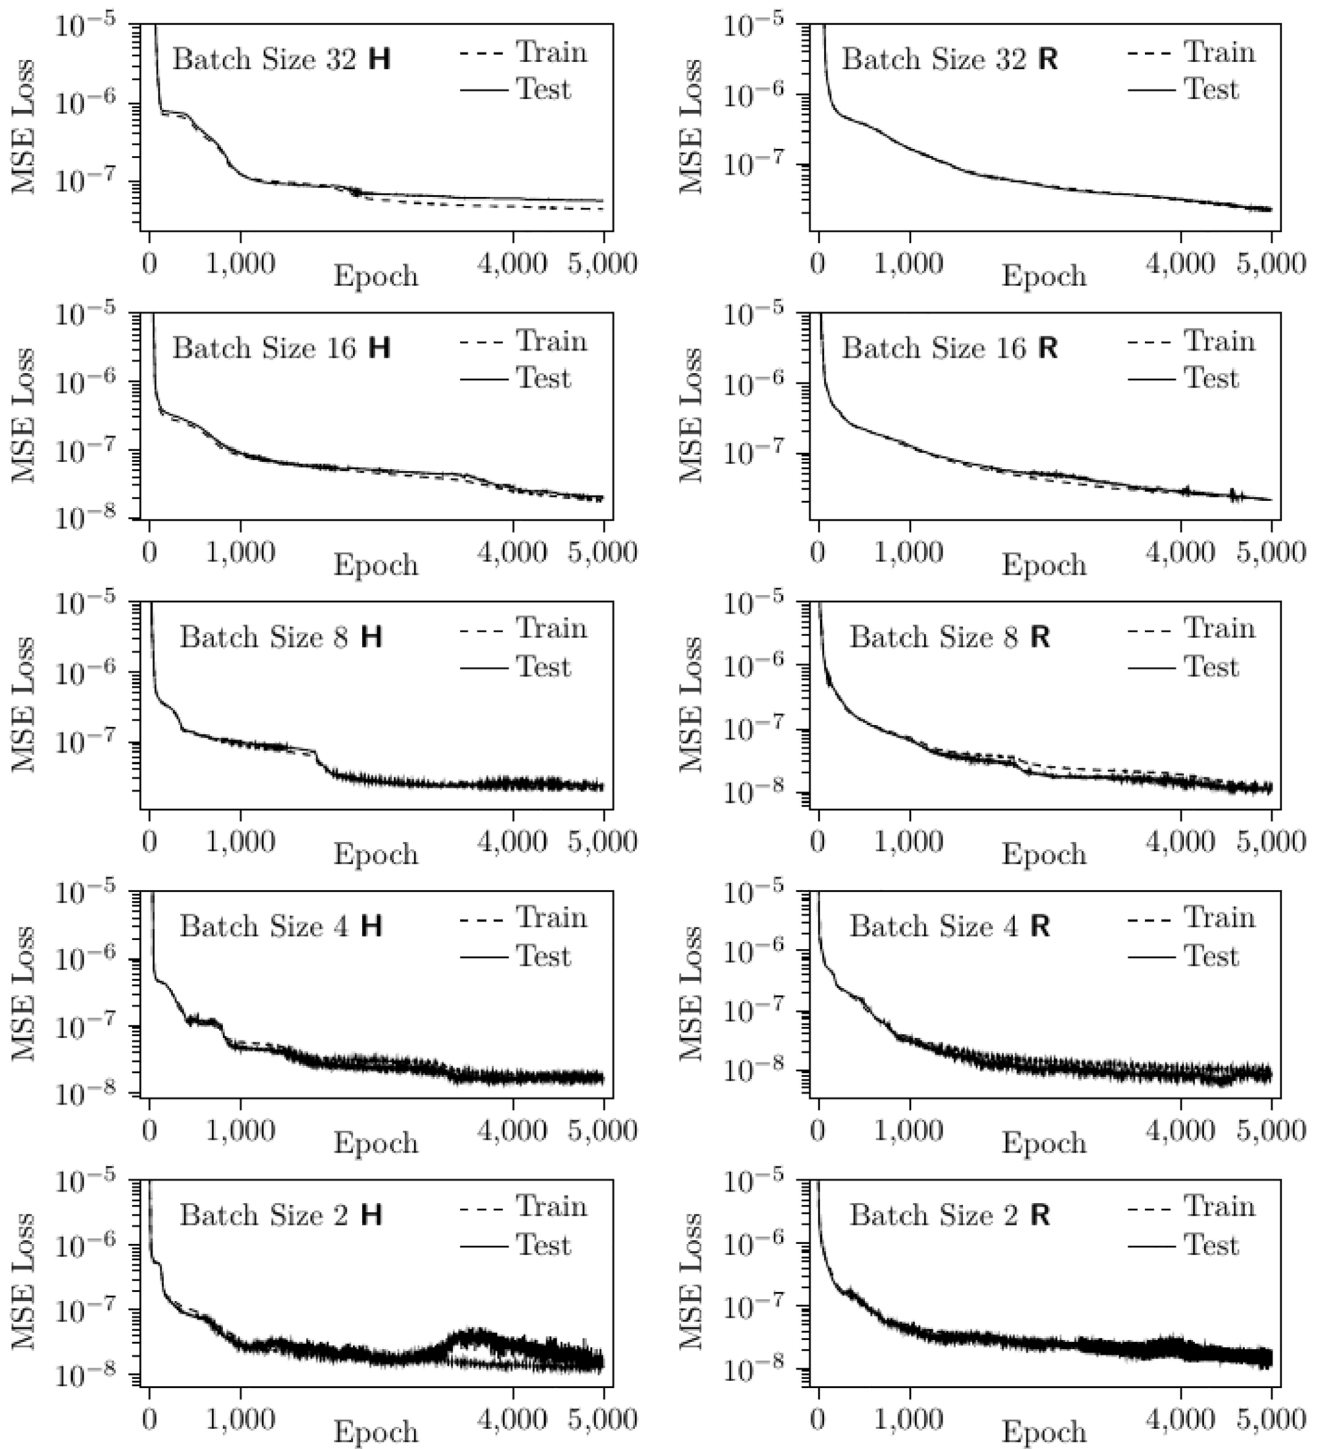 MSE Loss
10⁻⁵
10⁻⁶
10⁻⁷
Batch Size 32 H
Train
Test
0
1,000
4,000
5,000
Epoch
MSE Loss
10⁻⁵
10⁻⁶
10⁻⁷
Batch Size 32 R
Train
Test
0
1,000
4,000
5,000
Epoch
MSE Loss
10⁻⁵
10⁻⁶
10⁻⁷
10⁻⁸
Batch Size 16 H
Train
Test
0
1,000
4,000
5,000
Epoch
MSE Loss
10⁻⁵
10⁻⁶
10⁻⁷
Batch Size 16 R
Train
Test
0
1,000
4,000
5,000
Epoch
MSE Loss
10⁻⁵
10⁻⁶
10⁻⁷
Batch Size 8 H
Train
Test
0
1,000
4,000
5,000
Epoch
MSE Loss
10⁻⁵
10⁻⁶
10⁻⁷
10⁻⁸
Batch Size 8 R
Train
Test
0
1,000
4,000
5,000
Epoch
MSE Loss
10⁻⁵
10⁻⁶
10⁻⁷
10⁻⁸
Batch Size 4 H
Train
Test
0
1,000
4,000
5,000
Epoch
MSE Loss
10⁻⁵
10⁻⁶
10⁻⁷
10⁻⁸
Batch Size 4 R
Train
Test
0
1,000
4,000
5,000
Epoch
MSE Loss
10⁻⁵
10⁻⁶
10⁻⁷
10⁻⁸
Batch Size 2 H
Train
Test
0
1,000
4,000
5,000
Epoch
MSE Loss
10⁻⁵
10⁻⁶
10⁻⁷
10⁻⁸
Batch Size 2 R
Train
Test
0
1,000
4,000
5,000
Epoch